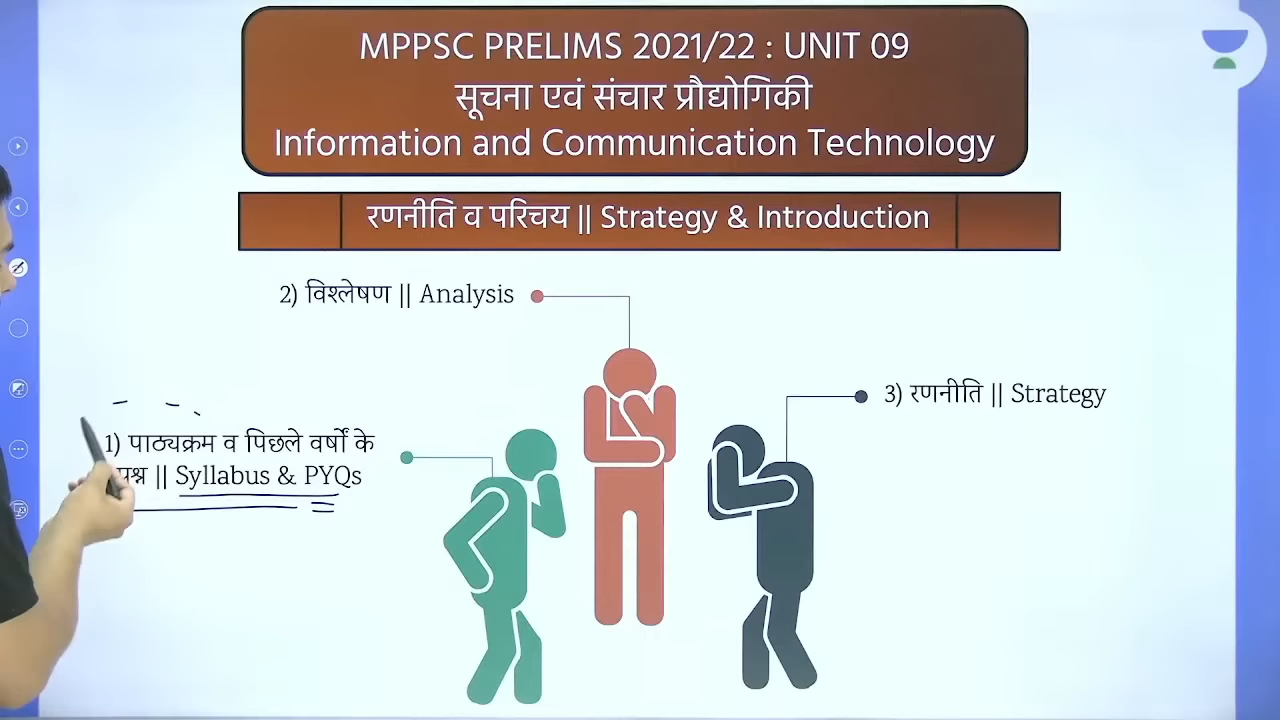 MPPSC PRELIMS 2021/22 : UNIT 09
सूचना एवं संचार प्रौद्योगिकी
Information and Communication Technology
रणनीति व परिचय || Strategy & Introduction
2) विश्लेषण || Analysis
3) रणनीति || Strategy
1) पाठ्यक्रम व पिछले वर्षों के
|| Syllabus & PYQs